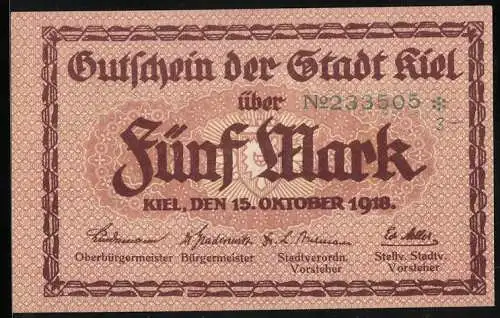 Gutschein der Stadt Kiel
über №233505 *
Fünf Mark
KIEL, DEN 15. OKTOBER 1918.
Oberbürgermeister Bürgermeister Stadtverordn. Vorsteher Stellv. Stadtv. Vorsteher